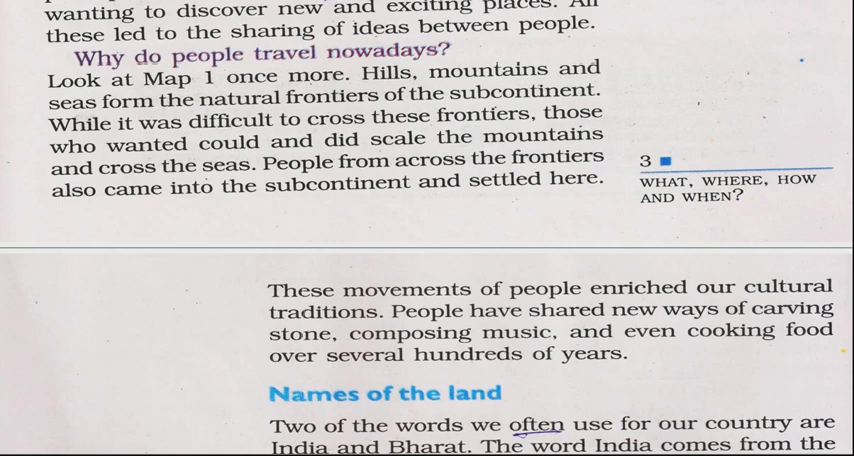 wanting to discover new and exciting places. All
these led to the sharing of ideas between people.
Why do people travel nowadays?
Look at Map 1 once more. Hills, mountains and
seas form the natural frontiers of the subcontinent.
While it was difficult to cross these frontiers, those
who wanted could and did scale the mountains
and cross the seas. People from across the frontiers
also came into the subcontinent and settled here.
3
WHAT, WHERE, HOW
AND WHEN?
These movements of people enriched our cultural
traditions. People have shared new ways of carving
stone, composing music, and even cooking food
over several hundreds of years.
Names of the land
Two of the words we often use for our country are
India and Bharat. The word India comes from the